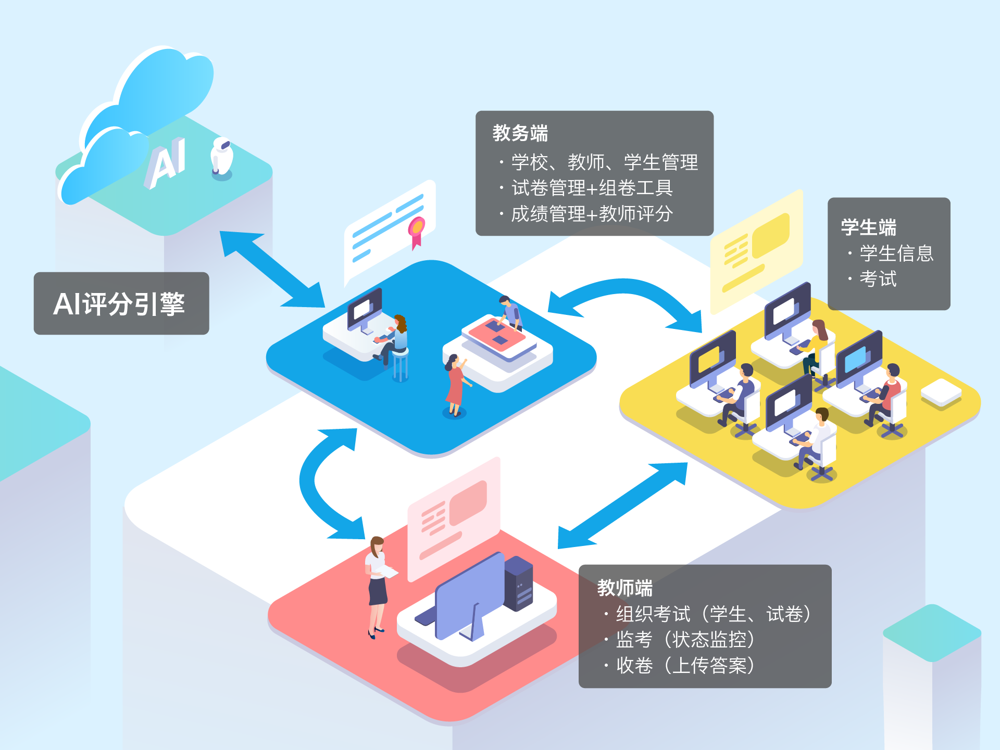 AI
AI评分引擎
教务端
· 学校、教师、学生管理
· 试卷管理+组卷工具
· 成绩管理+教师评分
学生端
· 学生信息
· 考试
教师端
· 组织考试（学生、试卷）
· 监考（状态监控）
· 收卷（上传答案）